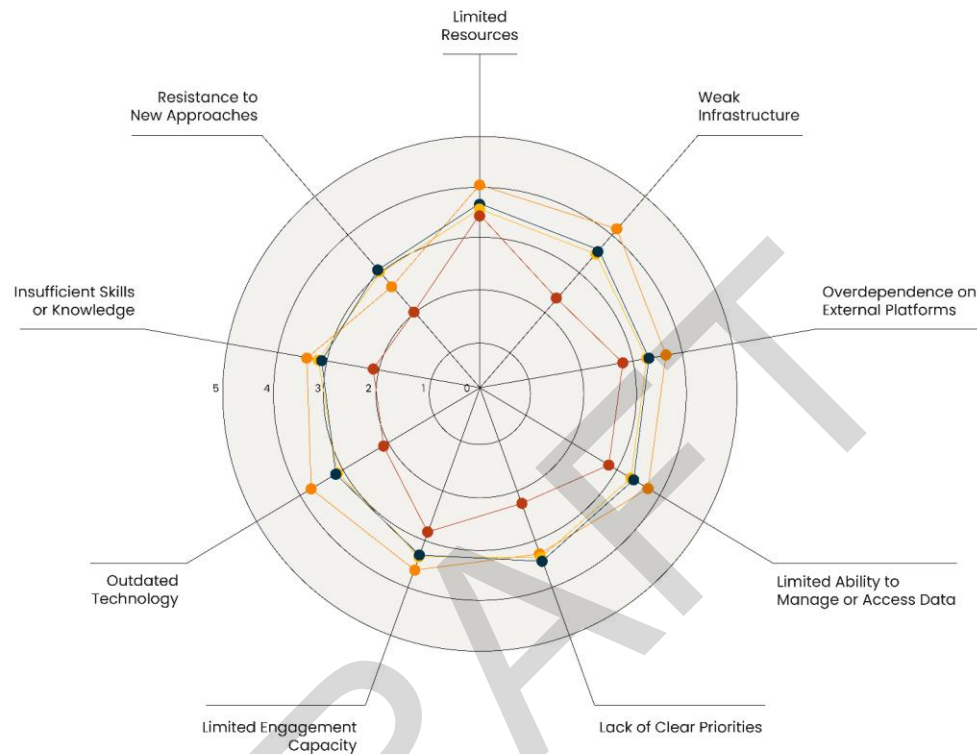 Limited
Resources
Resistance to
New Approaches
Weak
Infrastructure
Insufficient Skills
or Knowledge
Overdependence on
External Platforms
5
4
3
2
1
0
Outdated
Technology
Limited Ability to
Manage or Access Data
Limited Engagement
Capacity
Lack of Clear Priorities
DRAFT